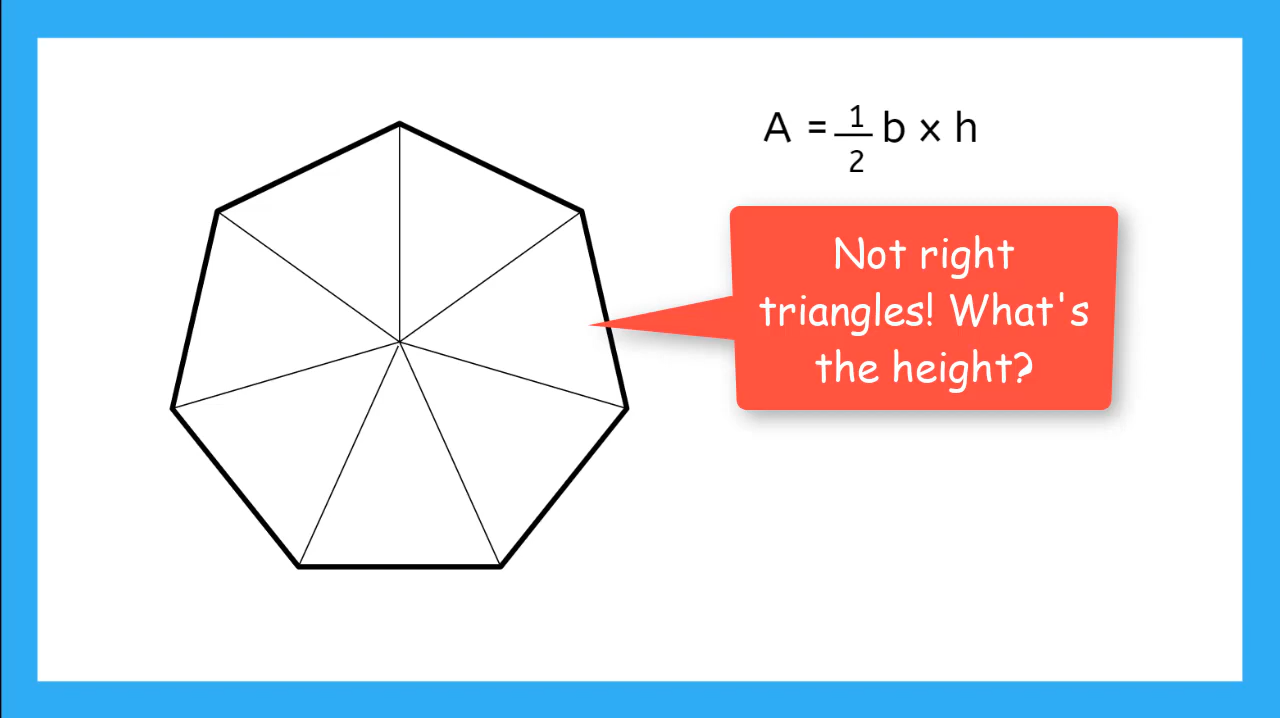 A = 1/2 b x h
Not right
triangles! What's
the height?